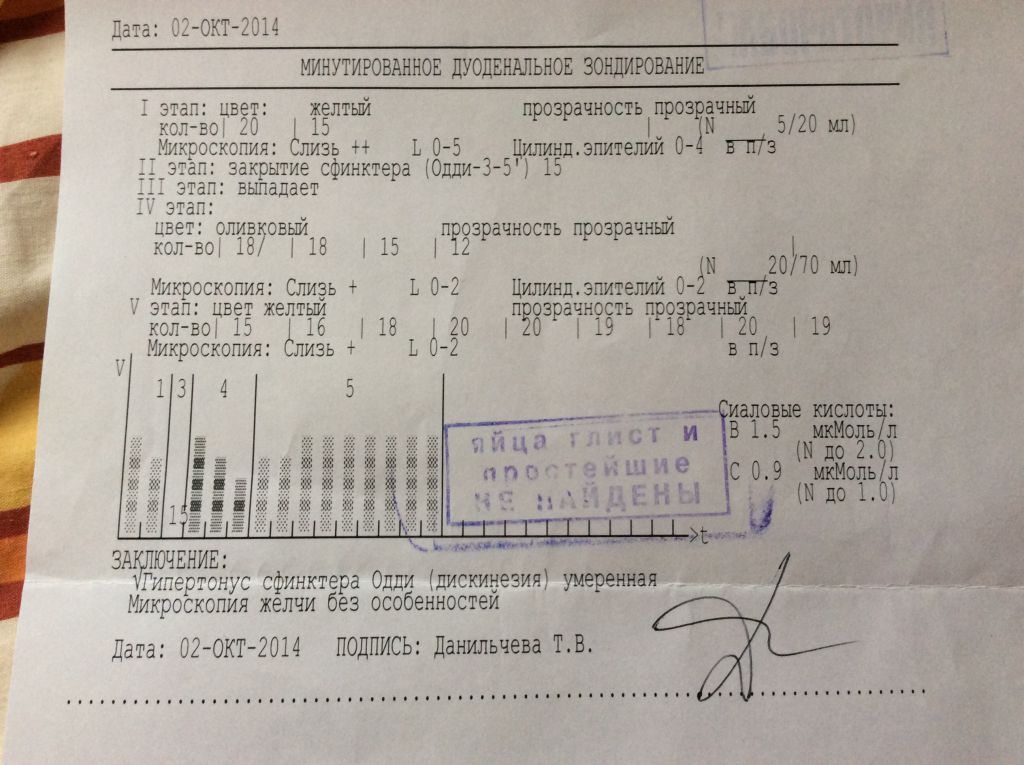 Дата: 02-ОКТ-2014
МИНУТИРОВАННОЕ ДУОДЕНАЛЬНОЕ ЗОНДИРОВАНИЕ
I этап: цвет: желтый прозрачность прозрачный
кол-во| 20 | 15 | (N ___ 5/20 мл)
Микроскопия: Слизь ++ L 0-5 Цилинд.эпителий 0-4 в п/з
II этап: закрытие сфинктера (Одди-3-5') 15
III этап: выпадает
IV этап:
цвет: оливковый прозрачность прозрачный
кол-во| 18/ | 18 | 15 | 12 |
(N ___ 20/70 мл)
Микроскопия: Слизь + L 0-2 Цилинд.эпителий 0-2 в п/з
V этап: цвет желтый прозрачность прозрачный
кол-во| 15 | 16 | 18 | 20 | 20 | 19 | 18 | 20 | 19
Микроскопия: Слизь + L 0-2 в п/з
V 1 3 4 5
15
>t
Сиаловые кислоты:
B 1.5 мкМоль/л
(N до 2.0)
C 0.9 мкМоль/л
(N до 1.0)
яйца глист и
простейшие
НЕ НАЙДЕНЫ
ЗАКЛЮЧЕНИЕ:
√Гипертонус сфинктера Одди (дискинезия) умеренная
Микроскопия желчи без особенностей
Дата: 02-ОКТ-2014 ПОДПИСЬ: Данильчева Т.В.